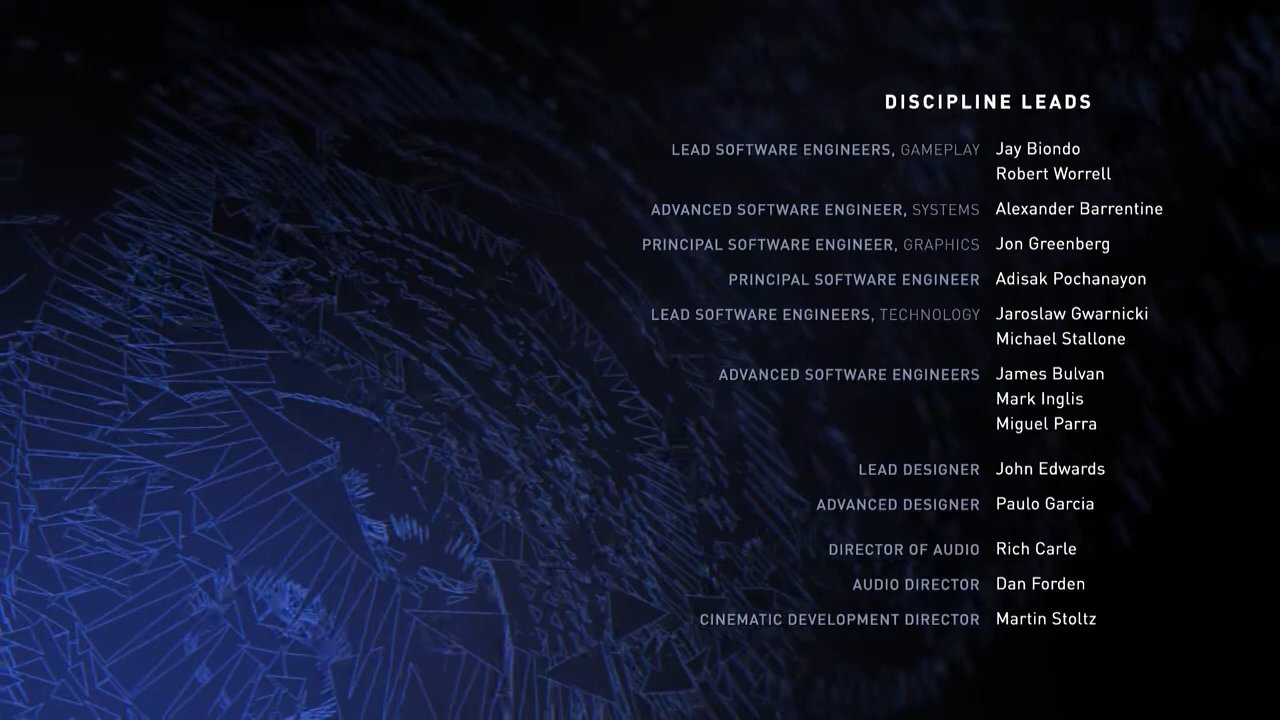 DISCIPLINE LEADS
LEAD SOFTWARE ENGINEERS, GAMEPLAY Jay Biondo
Robert Worrell
ADVANCED SOFTWARE ENGINEER, SYSTEMS Alexander Barrentine
PRINCIPAL SOFTWARE ENGINEER, GRAPHICS Jon Greenberg
PRINCIPAL SOFTWARE ENGINEER Adisak Pochanayon
LEAD SOFTWARE ENGINEERS, TECHNOLOGY Jaroslaw Gwarnicki
Michael Stallone
ADVANCED SOFTWARE ENGINEERS James Bulvan
Mark Inglis
Miguel Parra
LEAD DESIGNER John Edwards
ADVANCED DESIGNER Paulo Garcia
DIRECTOR OF AUDIO Rich Carle
AUDIO DIRECTOR Dan Forden
CINEMATIC DEVELOPMENT DIRECTOR Martin Stoltz